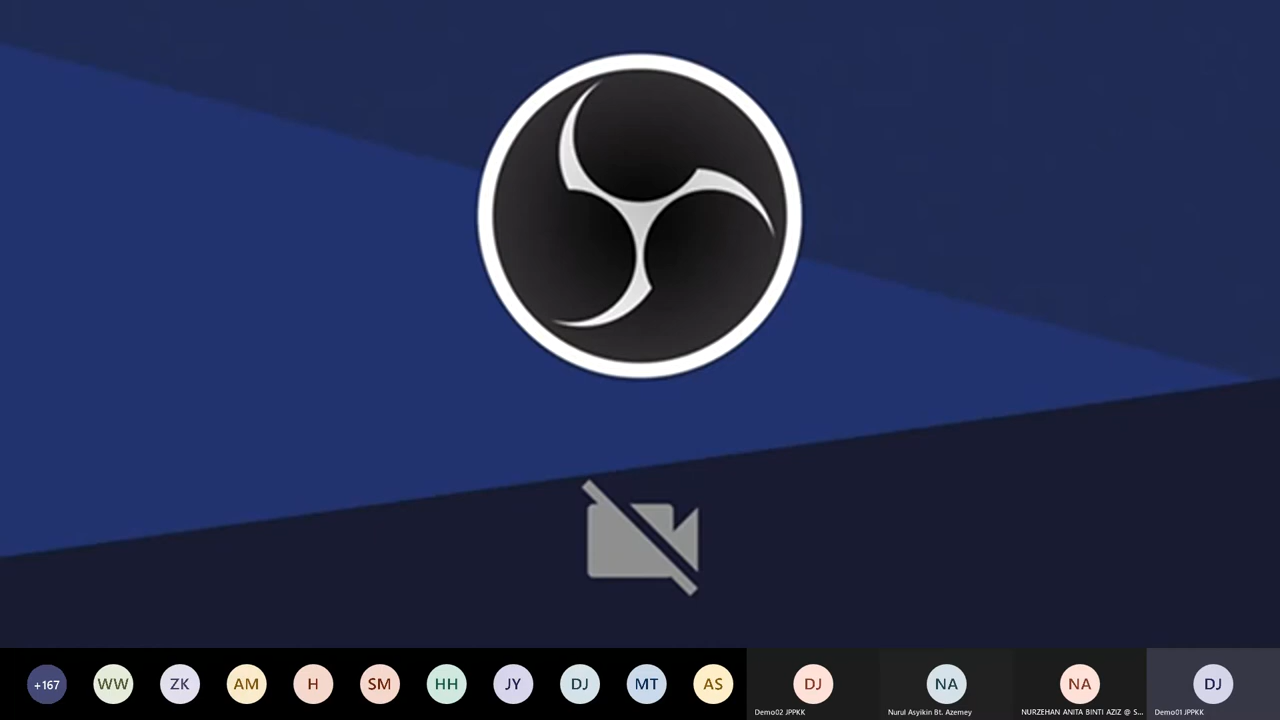 +167 WW ZK AM H SM HH JY DJ MT AS DJ NA NA DJ
Demo02 JPPKK Nurul Asyikin Bt. Azemey NURZEHAN ANITA BINTI AZIZ @ S... Demo01 JPPKK